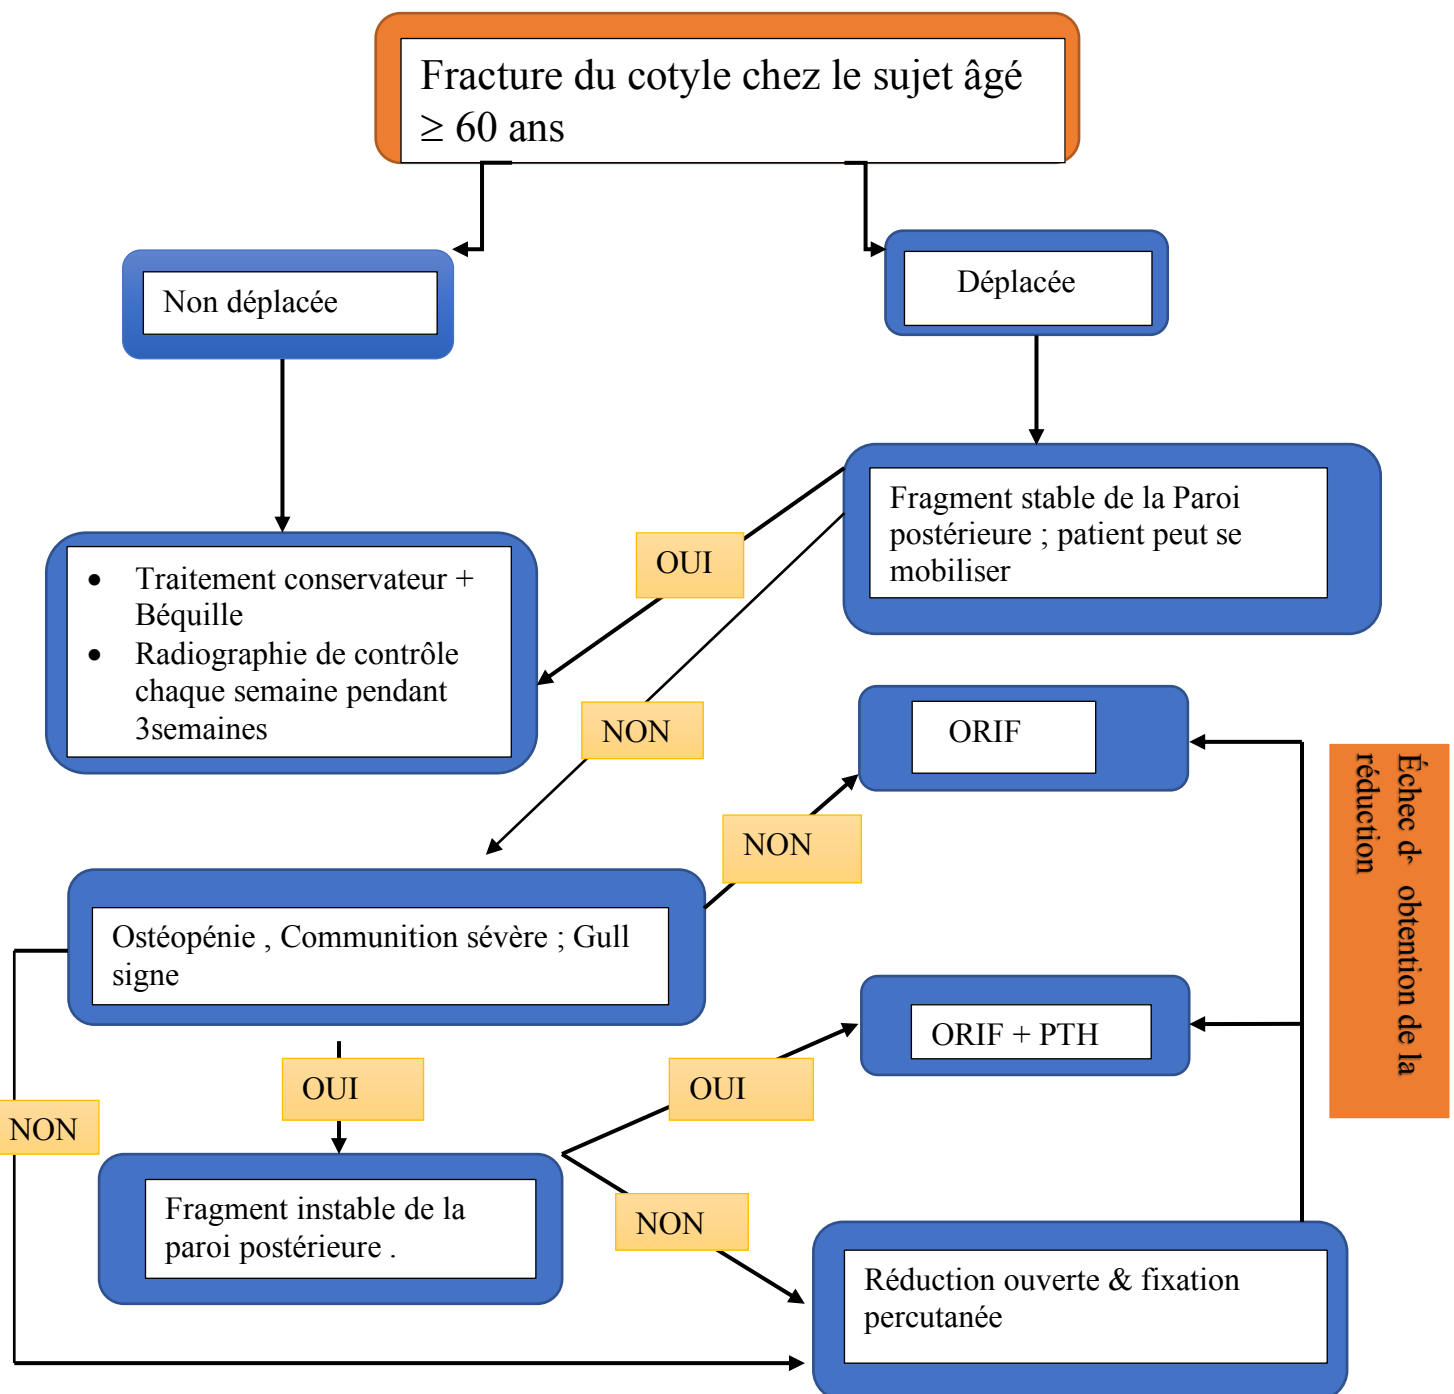 Fracture du cotyle chez le sujet âgé
≥ 60 ans
Non déplacée
Déplacée
Fragment stable de la Paroi
postérieure ; patient peut se
mobiliser
OUI
• Traitement conservateur +
Béquille
• Radiographie de contrôle
chaque semaine pendant
3semaines
NON
ORIF
Échec d' obtention de la
réduction
NON
Ostéopénie , Communition sévère ; Gull
signe
ORIF + PTH
OUI
OUI
NON
Fragment instable de la
paroi postérieure .
NON
Réduction ouverte & fixation
percutanée